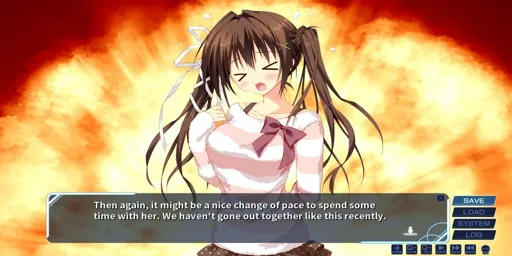 Then again, it might be a nice change of pace to spend some
time with her. We haven't gone out together like this recently.
SAVE
LOAD
SYSTEM
LOG